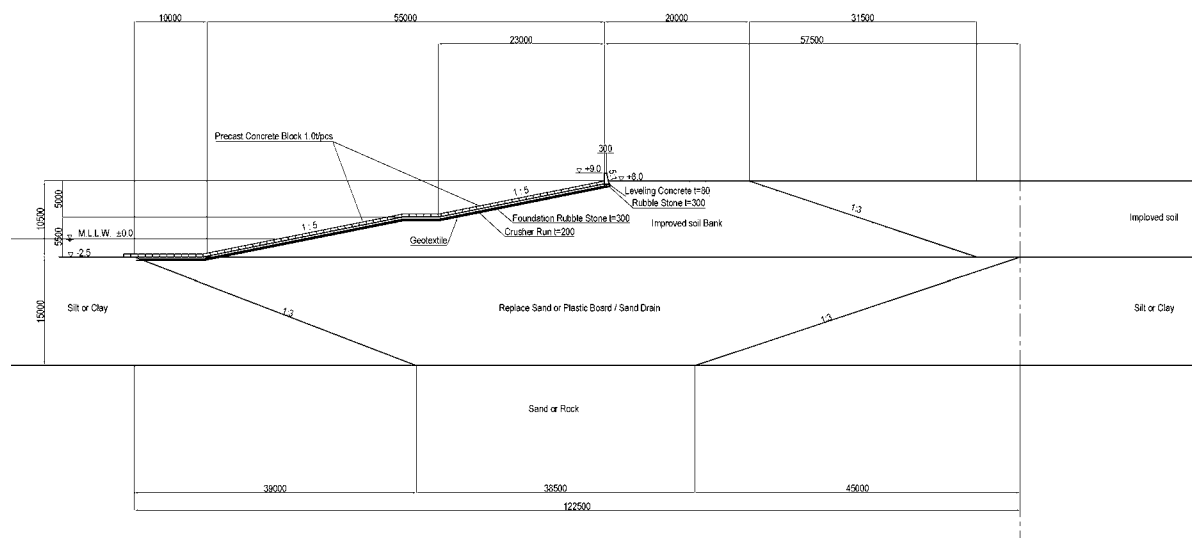 10000 55000 20000 31500
23000 57500
Precast Concrete Block 1.0t/pcs
300
▽ +9.0
▽ +8.0
1 : 5
Leveling Concrete t=80
Rubble Stone t=300
Foundation Rubble Stone t=300
Crusher Run t=200
Geotextile
1 : 5
Improved soil Bank
1:3
Imploved soil
5000
10500
5500
M.L.L.W. ±0.0
▽ -2.5
15000
Silt or Clay
1:3
Replace Sand or Plastic Board / Sand Drain
1:3
Silt or Clay
Sand or Rock
39000 38500 45000
122500